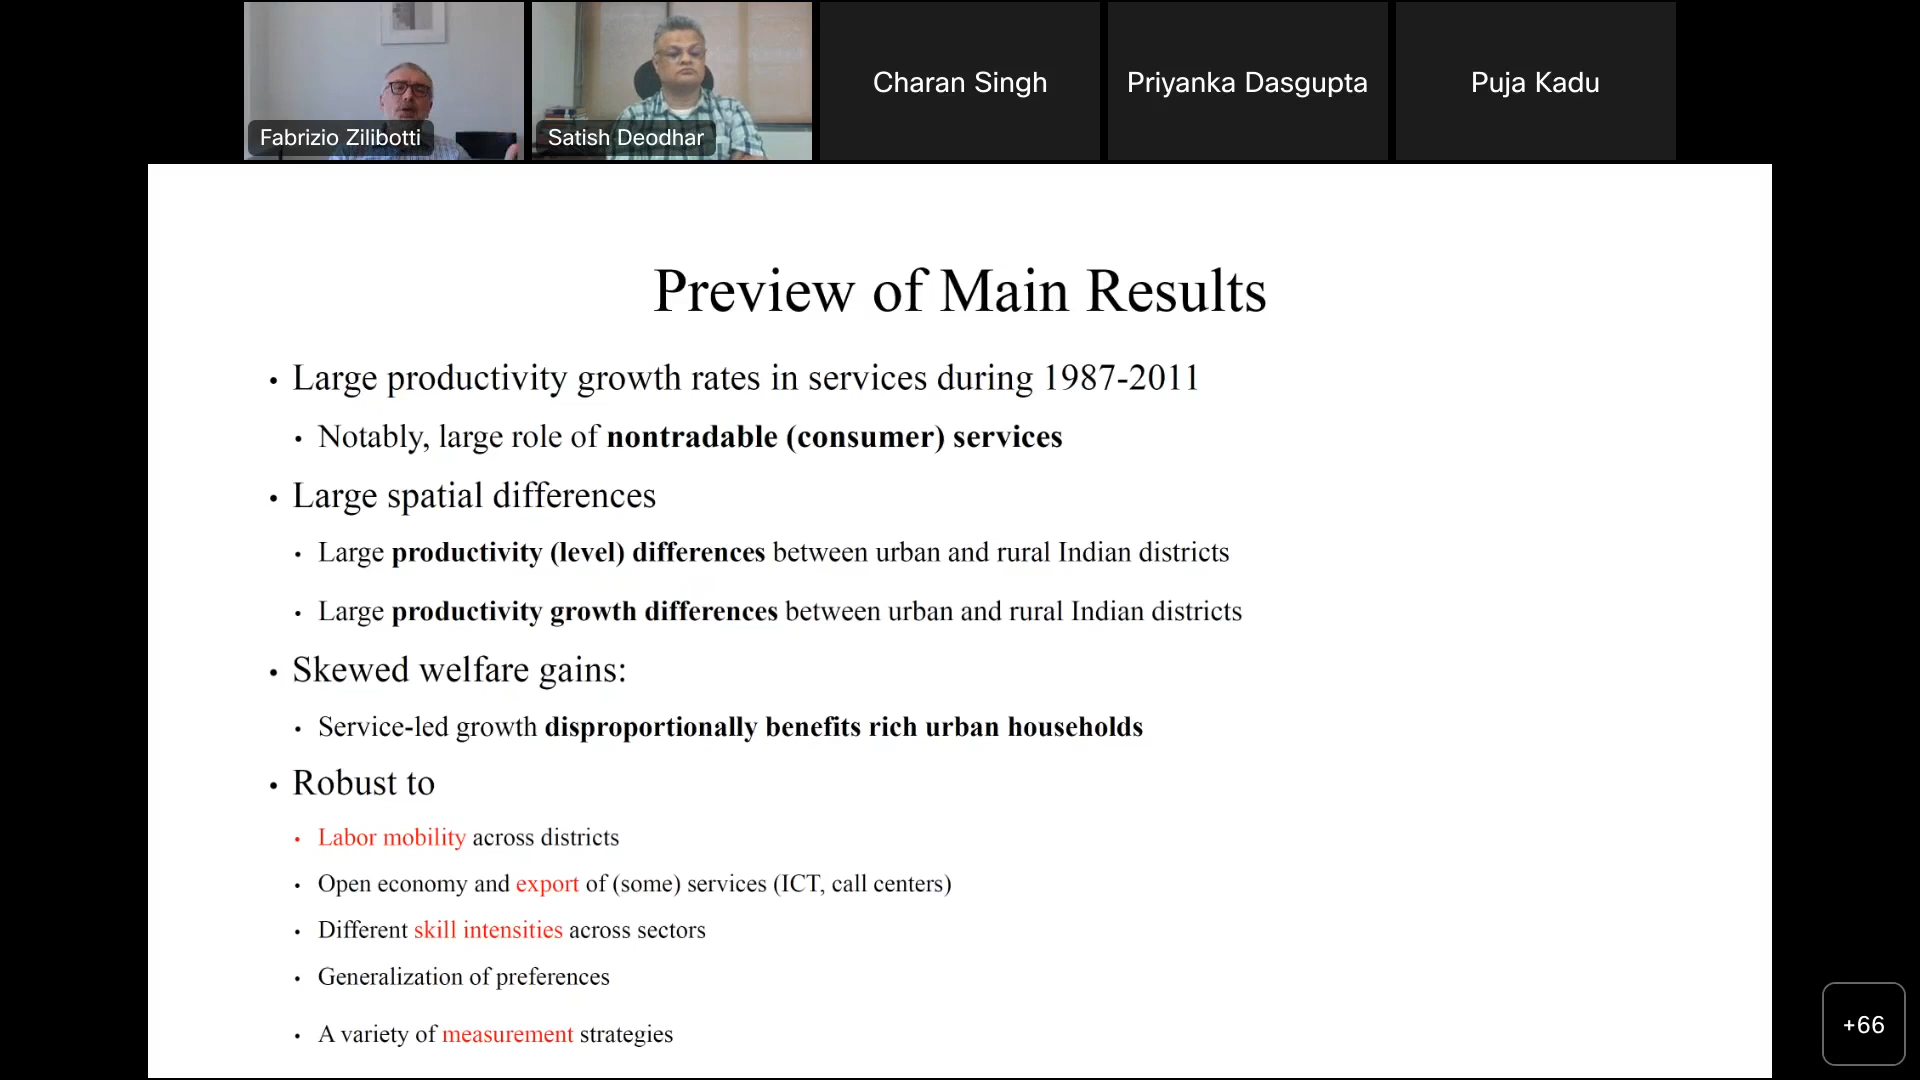 Fabrizio Zilibotti
Satish Deodhar
Charan Singh
Priyanka Dasgupta
Puja Kadu
Preview of Main Results
• Large productivity growth rates in services during 1987-2011
• Notably, large role of nontradable (consumer) services
• Large spatial differences
• Large productivity (level) differences between urban and rural Indian districts
• Large productivity growth differences between urban and rural Indian districts
• Skewed welfare gains:
• Service-led growth disproportionally benefits rich urban households
• Robust to
• Labor mobility across districts
• Open economy and export of (some) services (ICT, call centers)
• Different skill intensities across sectors
• Generalization of preferences
• A variety of measurement strategies
+66